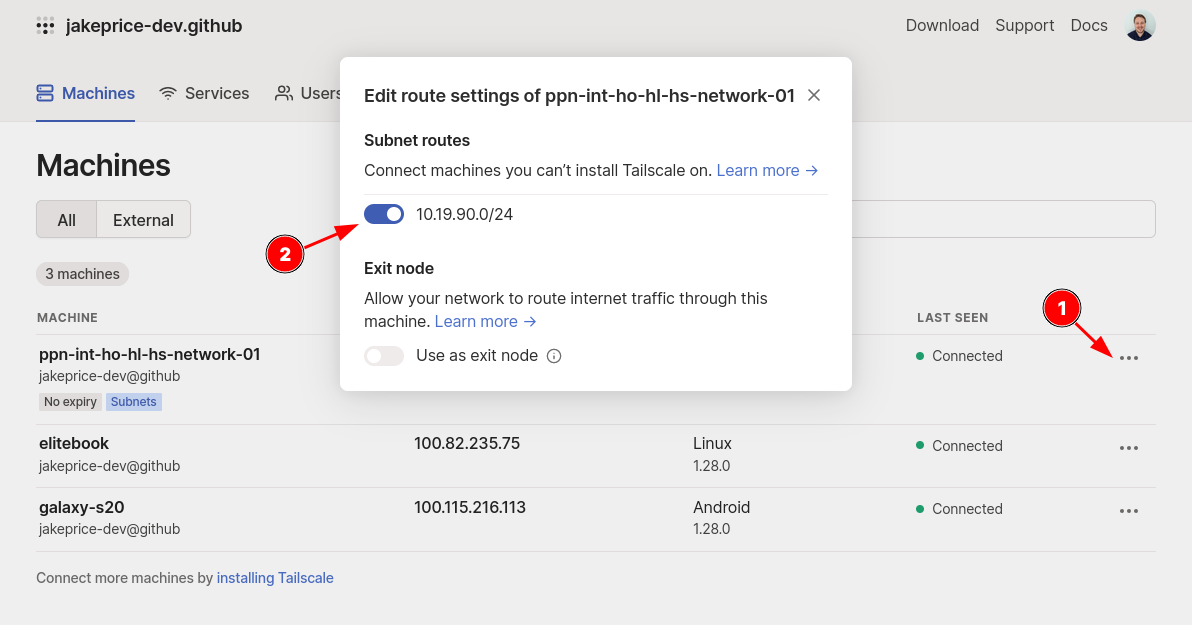 jakeprice-dev.github
Download Support Docs
Machines Services Users
Machines
All External
3 machines
MACHINE LAST SEEN
ppn-int-ho-hl-hs-network-01 Connected
jakeprice-dev@github
No expiry Subnets
elitebook 100.82.235.75 Linux Connected
jakeprice-dev@github 1.28.0
galaxy-s20 100.115.216.113 Android Connected
jakeprice-dev@github 1.28.0
Connect more machines by installing Tailscale
Edit route settings of ppn-int-ho-hl-hs-network-01
Subnet routes
Connect machines you can’t install Tailscale on. Learn more →
10.19.90.0/24
Exit node
Allow your network to route internet traffic through this
machine. Learn more →
Use as exit node
1
2